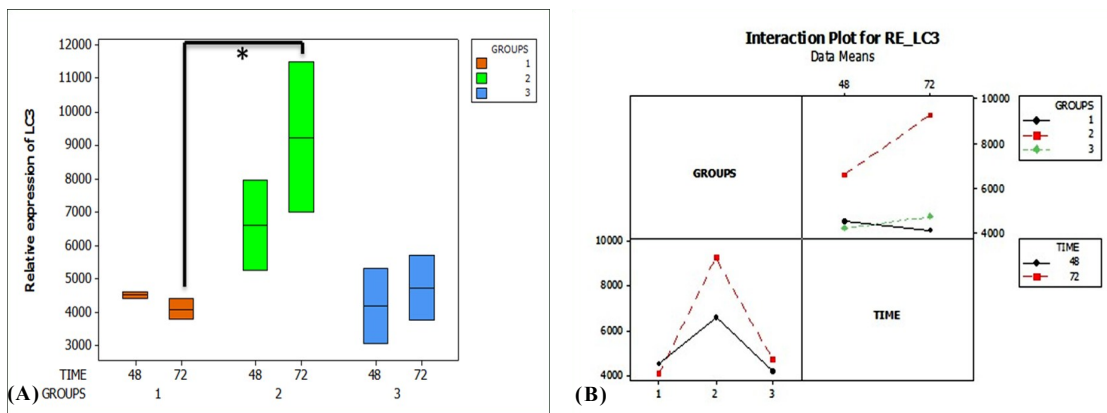 12000
11000
10000
9000
8000
7000
6000
5000
4000
3000
Relative expression of LC3
*
GROUPS
1
2
3
TIME 48 72 48 72 48 72
GROUPS 1 2 3
(A)
Interaction Plot for RE_LC3
Data Means
48 72
GROUPS
10000
8000
6000
4000
GROUPS
1
2
3
10000
8000
6000
4000
TIME
TIME
48
72
1 2 3
(B)